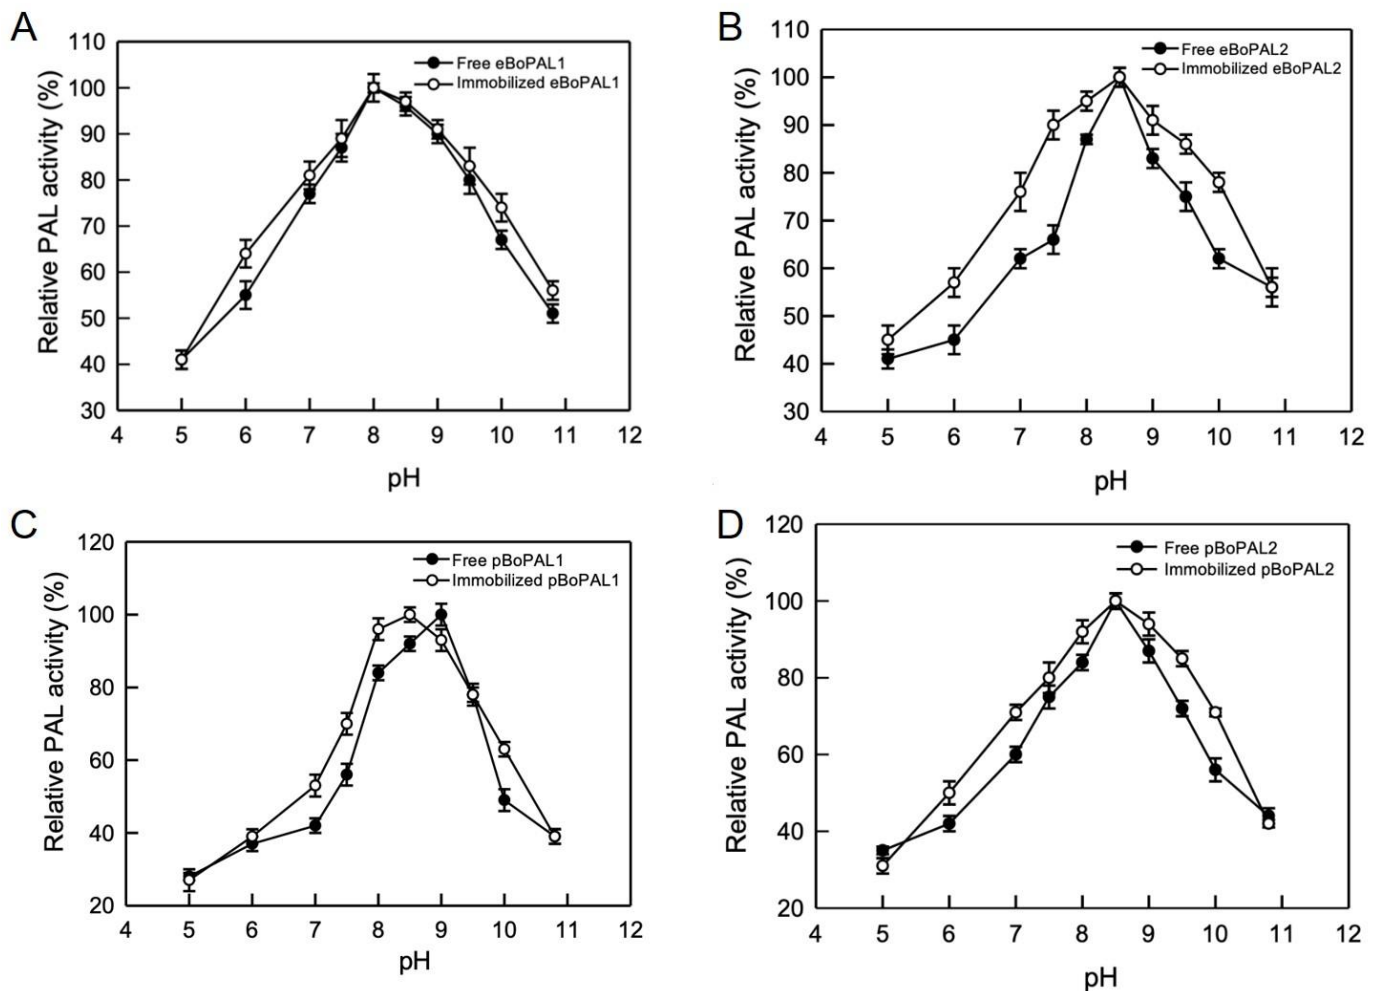 A
110
100
90
80
70
60
50
40
30
Relative PAL activity (%)
Free eBoPAL1
Immobilized eBoPAL1
4 5 6 7 8 9 10 11 12
pH
B
110
100
90
80
70
60
50
40
30
Relative PAL activity (%)
Free eBoPAL2
Immobilized eBoPAL2
4 5 6 7 8 9 10 11 12
pH
C
120
100
80
60
40
20
Relative PAL activity (%)
Free pBoPAL1
Immobilized pBoPAL1
4 5 6 7 8 9 10 11 12
pH
D
120
100
80
60
40
20
Relative PAL activity (%)
Free pBoPAL2
Immobilized pBoPAL2
4 5 6 7 8 9 10 11 12
pH